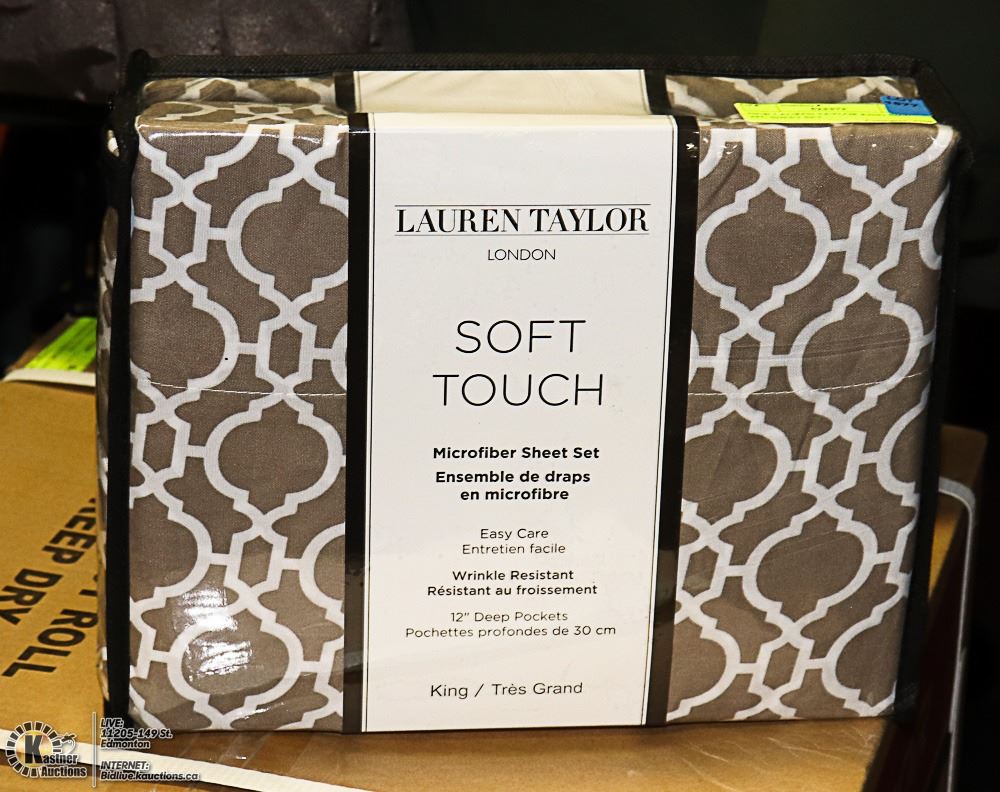 LAUREN TAYLOR
LONDON
SOFT
TOUCH
Microfiber Sheet Set
Ensemble de draps
en microfibre
Easy Care
Entretien facile
Wrinkle Resistant
Résistant au froissement
12" Deep Pockets
Pochettes profondes de 30 cm
King / Très Grand
ROLL
KEEP DRY
Kastner
Auctions
LIVE:
11205-149 St.
Edmonton
INTERNET:
Bidlive.kauctions.ca